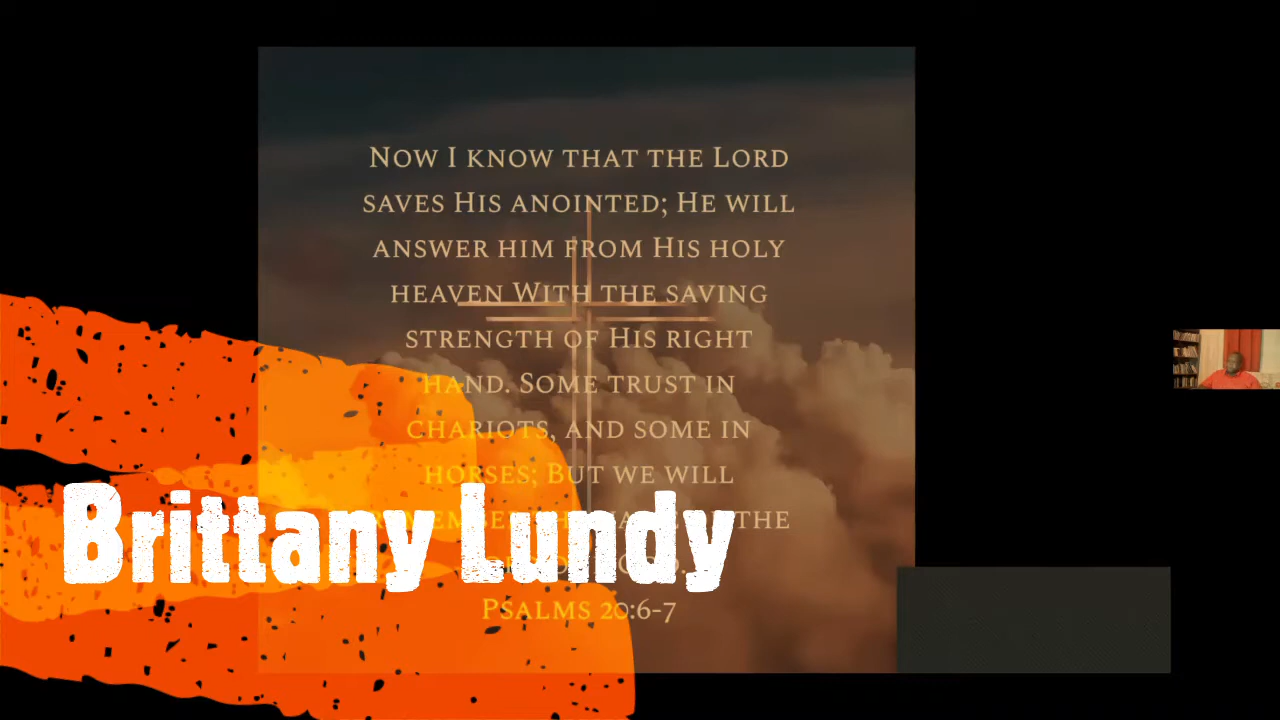 Now I know that the Lord
saves His anointed; He will
answer him from His holy
heaven With the saving
strength of His right
hand. Some trust in
chariots, and some in
horses; But we will
the
Brittany Lundy
Psalms 20:6-7